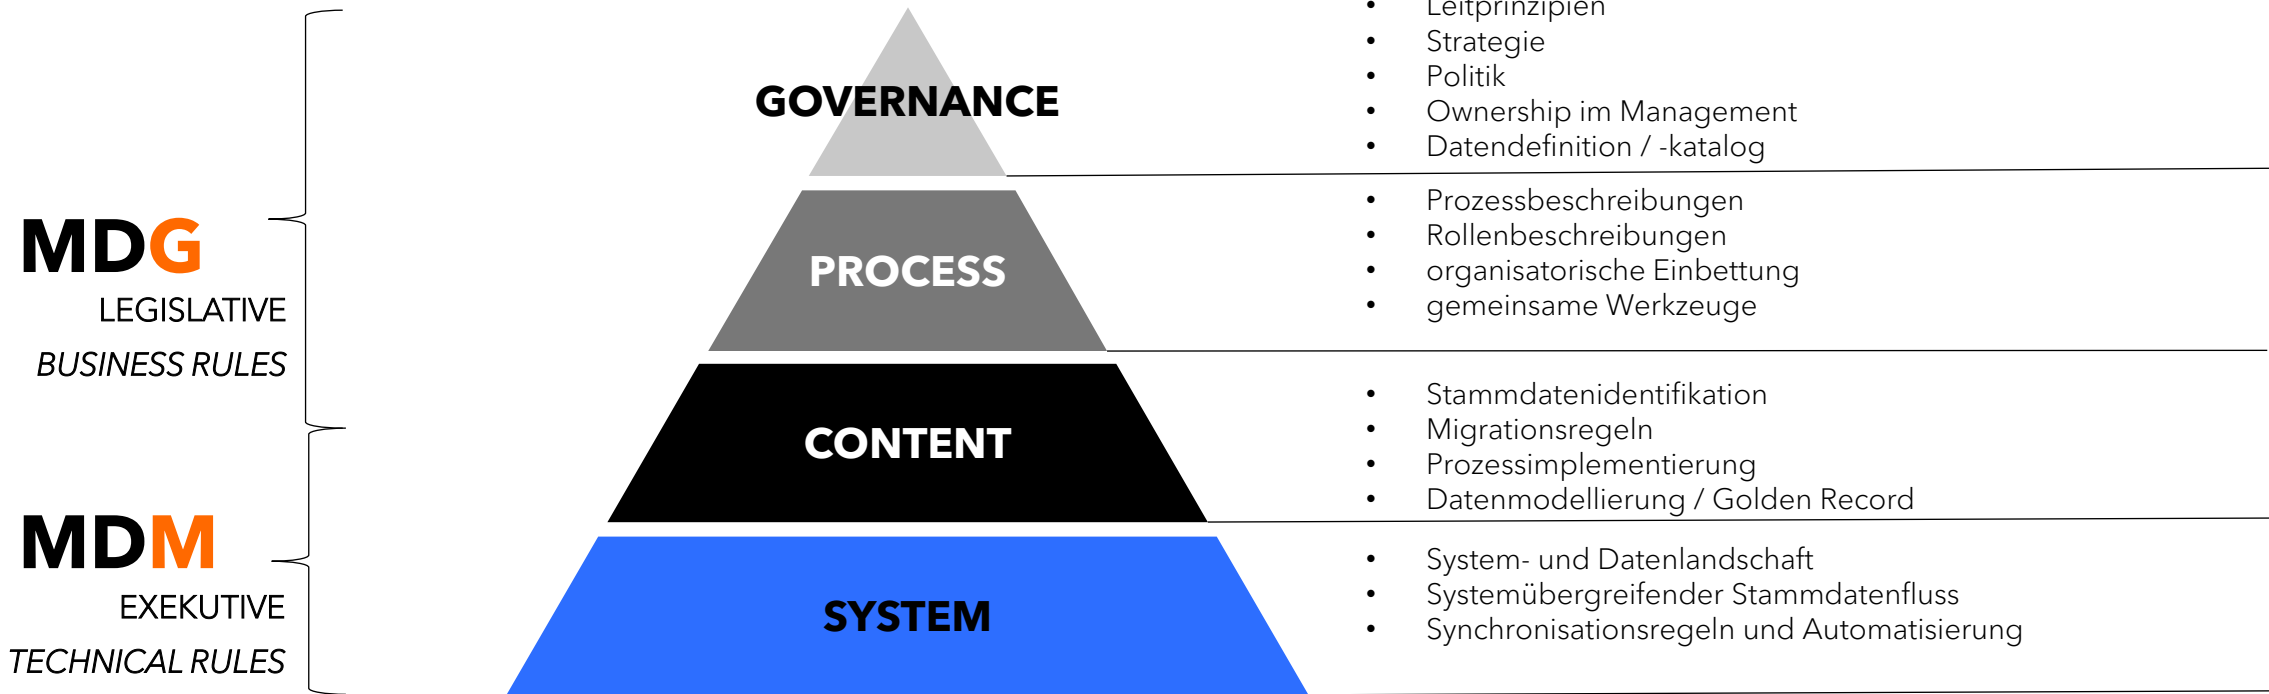 MDG
LEGISLATIVE
BUSINESS RULES
MDM
EXEKUTIVE
TECHNICAL RULES
GOVERNANCE
PROCESS
CONTENT
SYSTEM
• Leitprinzipien
• Strategie
• Politik
• Ownership im Management
• Datendefinition / -katalog
• Prozessbeschreibungen
• Rollenbeschreibungen
• organisatorische Einbettung
• gemeinsame Werkzeuge
• Stammdatenidentifikation
• Migrationsregeln
• Prozessimplementierung
• Datenmodellierung / Golden Record
• System- und Datenlandschaft
• Systemübergreifender Stammdatenfluss
• Synchronisationsregeln und Automatisierung